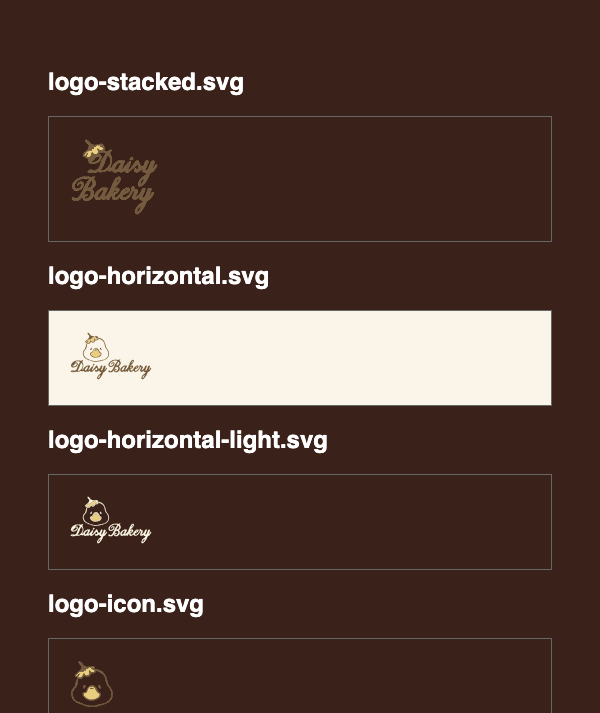 logo-stacked.svg
Daisy
Bakery
logo-horizontal.svg
Daisy Bakery
logo-horizontal-light.svg
Daisy Bakery
logo-icon.svg